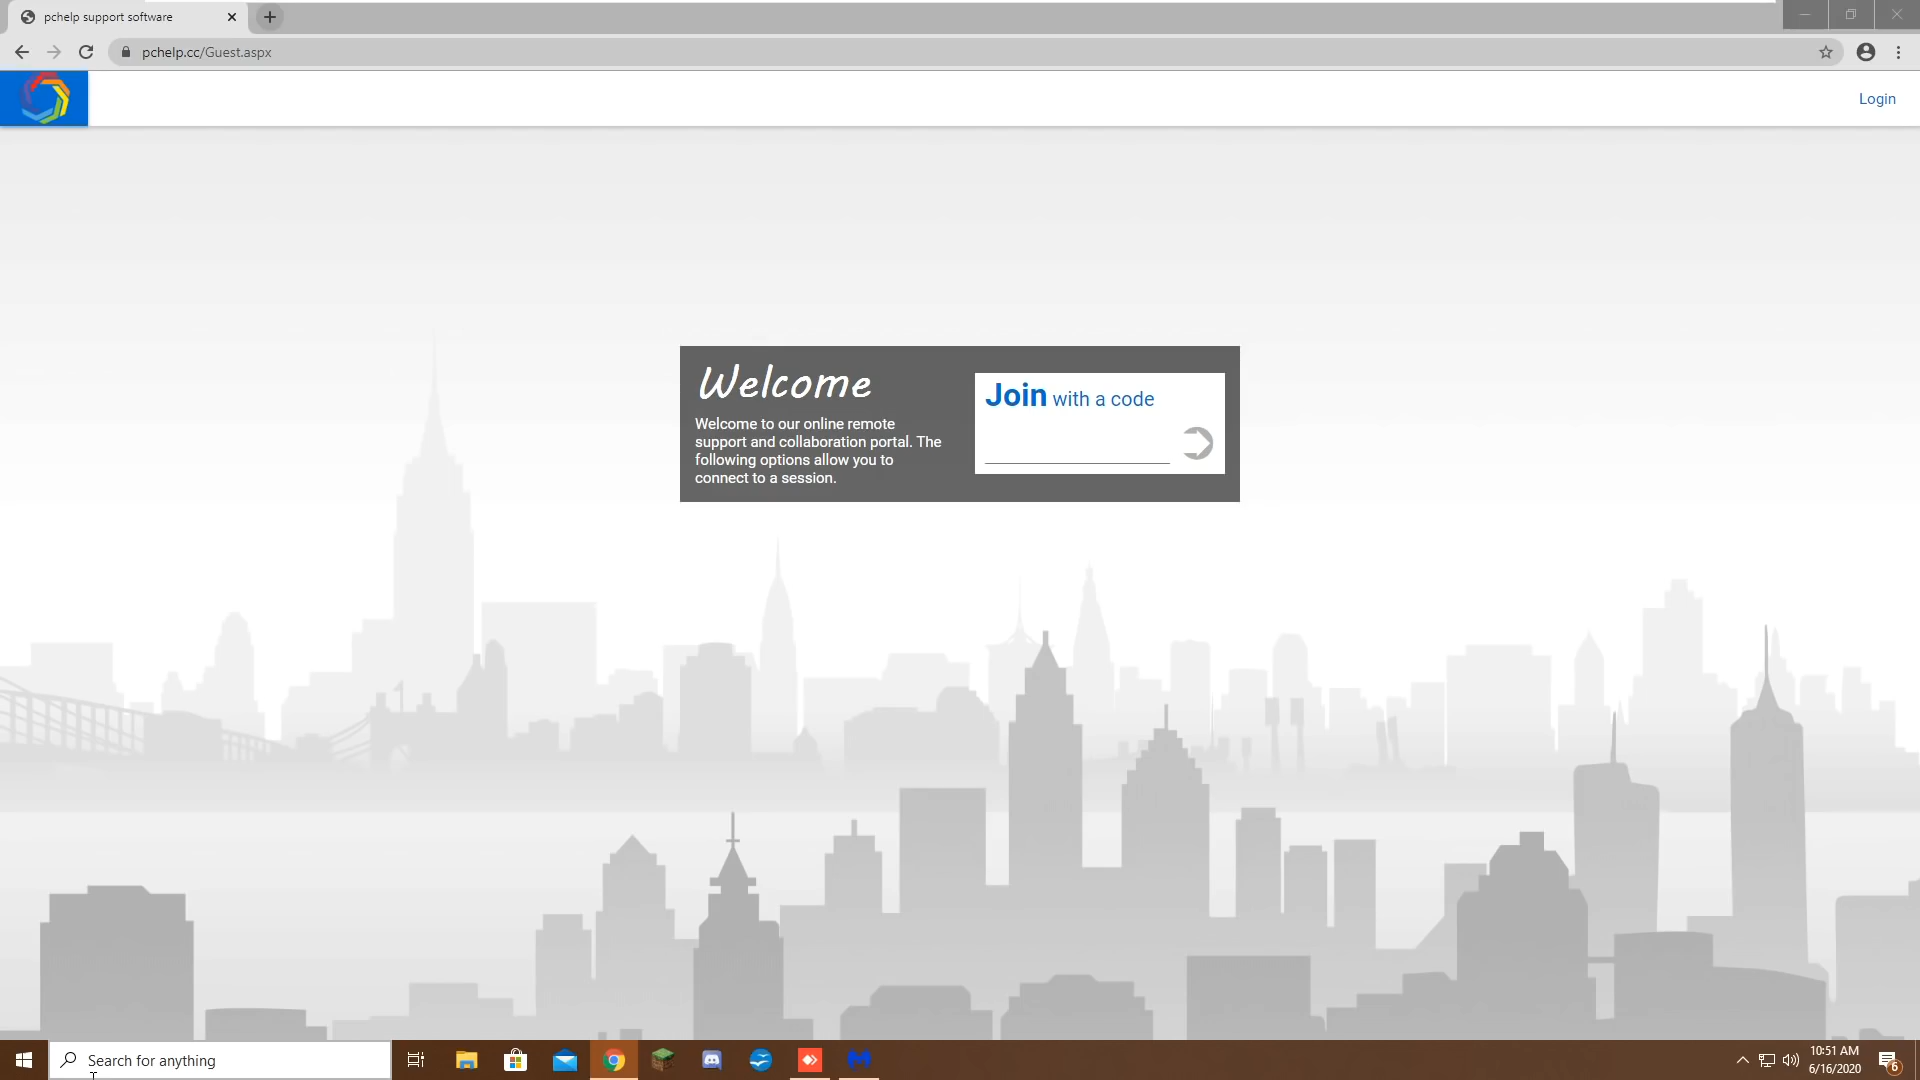 pchelp support software
pchelp.cc/Guest.aspx
Login
Welcome
Welcome to our online remote
support and collaboration portal. The
following options allow you to
connect to a session.
Join with a code
Search for anything
10:51 AM
6/16/2020
6